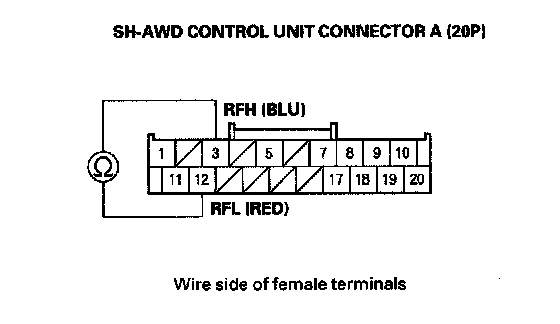 SH-AWD CONTROL UNIT CONNECTOR A (20P)
RFH (BLU)
1 3 5 7 8 9 10
Ω
11 12 17 18 19 20
RFL (RED)
Wire side of female terminals